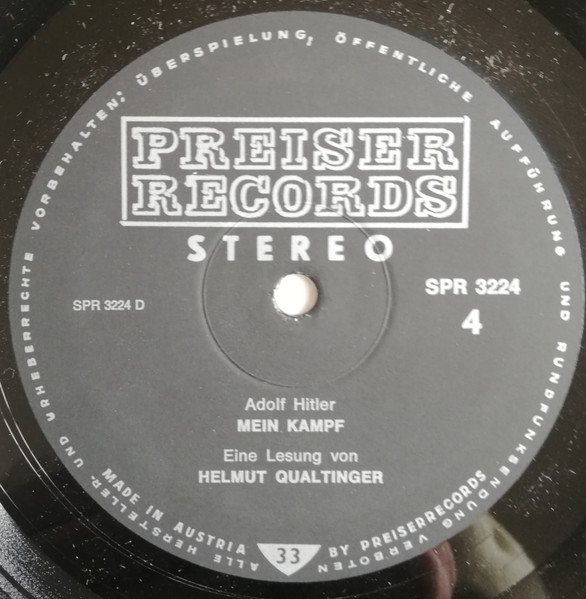 PREISER
RECORDS
STEREO
SPR 3224 D
SPR 3224
4
Adolf Hitler
MEIN KAMPF
Eine Lesung von
HELMUT QUALTINGER
MADE IN AUSTRIA
33
BY PREISERRECORDS
ALLE HERSTELLER- UND URHEBERRECHTE VORBEHALTEN; ÜBERSPIELUNG, ÖFFENTLICHE AUFFÜHRUNG UND RUNDFUNKSENDUNG VERBOTEN